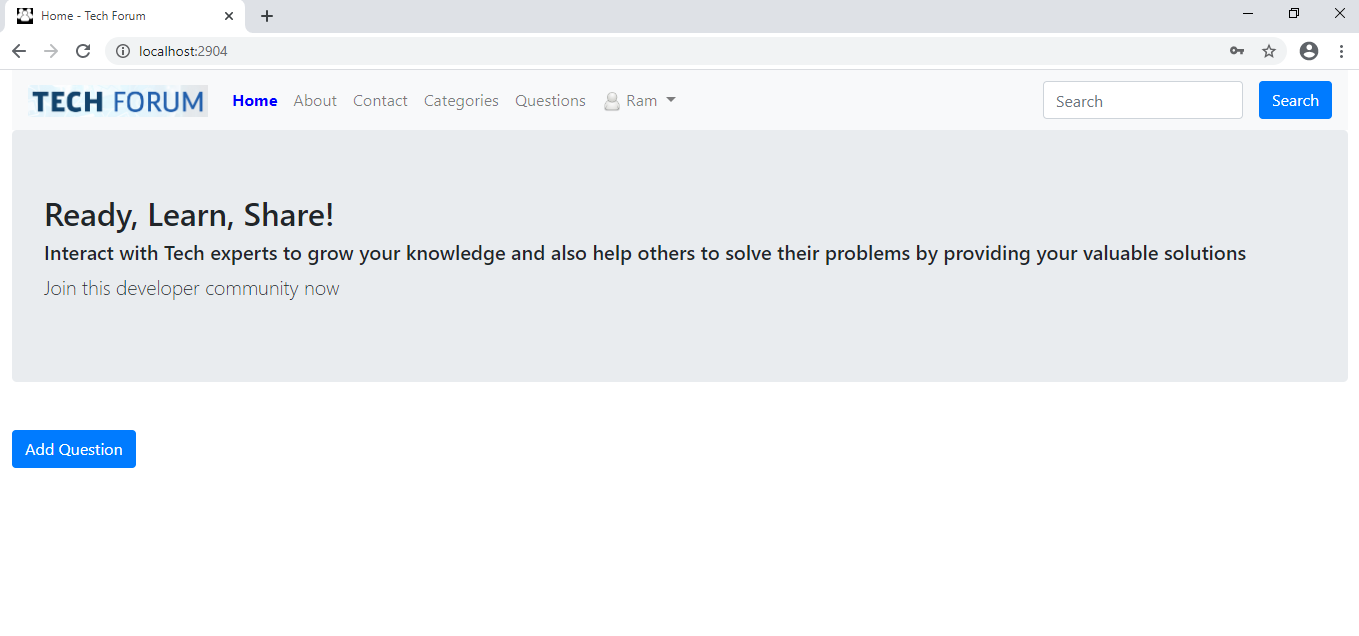 Home - Tech Forum
localhost:2904
TECH FORUM Home About Contact Categories Questions Ram Search Search
Ready, Learn, Share!
Interact with Tech experts to grow your knowledge and also help others to solve their problems by providing your valuable solutions
Join this developer community now
Add Question